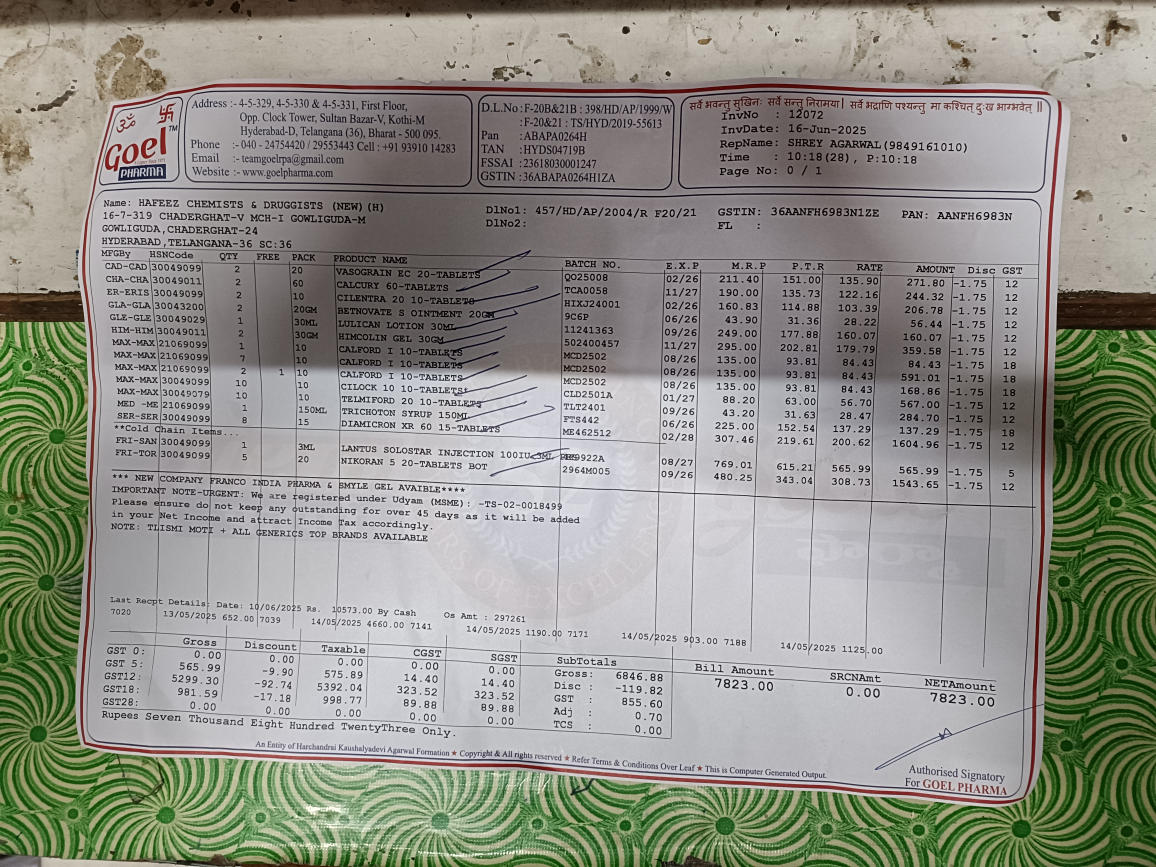 ॐ 卐
Goel™
PHARMA
Address :- 4-5-329, 4-5-330 & 4-5-331, First Floor,
Opp. Clock Tower, Sultan Bazar-V, Kothi-M
Hyderabad-D, Telangana (36), Bharat - 500 095.
Phone :- 040 - 24754420 / 29553443 Cell : +91 93910 14283
Email :- teamgoelrpa@gmail.com
Website :- www.goelpharma.com
D.L.No :F-20B&21B : 398/HD/AP/1999/W
:F-20&21 : TS/HYD/2019-55613
Pan :ABAPA0264H
TAN :HYDS04719B
FSSAI :23618030001247
GSTIN :36ABAPA0264H1ZA
सर्वे भवन्तु सुखिनः सर्वे सन्तु निरामया। सर्वे भद्राणि पश्यन्तु मा कश्चित दुःख भाग्भवेत् ॥
InvNo : 12072
InvDate: 16-Jun-2025
RepName: SHREY AGARWAL(9849161010)
Time : 10:18(28), P:10:18
Page No: 0 / 1
Name: HAFEEZ CHEMISTS & DRUGGISTS (NEW)(H)
16-7-319 CHADERGHAT-V MCH-I GOWLIGUDA-M
GOWLIGUDA,CHADERGHAT-24
HYDERABAD,TELANGANA-36 SC:36
DlNo1: 457/HD/AP/2004/R F20/21 GSTIN: 36AANFH6983N1ZE PAN: AANFH6983N
DlNo2: FL :
MFGBy HSNCode QTY FREE PACK PRODUCT NAME BATCH NO. E.X.P M.R.P P.T.R RATE AMOUNT Disc GST
CAD-CAD 30049099 2 20 VASOGRAIN EC 20-TABLETS QO25008 02/26 211.40 151.00 135.90 271.80 -1.75 12
CHA-CHA 30049011 2 60 CALCURY 60-TABLETS TCA0058 11/27 190.00 135.73 122.16 244.32 -1.75 12
ER-ERIS 30049099 2 10 CILENTRA 20 10-TABLETS HIXJ24001 02/26 160.83 114.88 103.39 206.78 -1.75 12
GLA-GLA 30043200 2 20GM BETNOVATE S OINTMENT 20GM 9C6P 06/26 43.90 31.36 28.22 56.44 -1.75 12
GLE-GLE 30049029 1 30ML LULICAN LOTION 30ML 11241363 09/26 249.00 177.88 160.07 160.07 -1.75 12
HIM-HIM 30049011 2 30GM HIMCOLIN GEL 30GM 502400457 11/27 295.00 202.81 179.79 359.58 -1.75 12
MAX-MAX 21069099 1 10 CALFORD I 10-TABLETS MCD2502 08/26 135.00 93.81 84.43 84.43 -1.75 18
MAX-MAX 21069099 7 10 CALFORD I 10-TABLETS MCD2502 08/26 135.00 93.81 84.43 591.01 -1.75 18
MAX-MAX 21069099 2 1 10 CALFORD I 10-TABLETS MCD2502 08/26 135.00 93.81 84.43 168.86 -1.75 18
MAX-MAX 30049099 10 10 CILOCK 10 10-TABLETS* CLD2501A 01/27 88.20 63.00 56.70 567.00 -1.75 12
MAX-MAX 30049079 10 10 TELMIFORD 20 10-TABLETS TLT2401 09/26 43.20 31.63 28.47 284.70 -1.75 12
MED -ME 21069099 1 150ML TRICHOTON SYRUP 150ML FTS442 06/26 225.00 152.54 137.29 137.29 -1.75 18
SER-SER 30049099 8 15 DIAMICRON XR 60 15-TABLETS ME462512 02/28 307.46 219.61 200.62 1604.96 -1.75 12
**Cold Chain Items...
FRI-SAN 30049099 1 3ML LANTUS SOLOSTAR INJECTION 100IU 08/27 769.01 615.21 565.99 565.99 -1.75 5
FRI-TOR 30049099 5 20 NIKORAN 5 20-TABLETS BOT 2964M005 09/26 480.25 343.04 308.73 1543.65 -1.75 12
*** NEW COMPANY FRANCO INDIA PHARMA & SMYLE GEL AVAIBLE****
IMPORTANT NOTE-URGENT: We are registered under Udyam (MSME): -TS-02-0018499
Please ensure do not keep any outstanding for over 45 days as it will be added
in your Net Income and attract Income Tax accordingly.
NOTE: TLISMI MOTI + ALL GENERICS TOP BRANDS AVAILABLE
Last Recpt Details: Date: 10/06/2025 Rs. 10573.00 By Cash Os Amt : 297261
7020 13/05/2025 652.00 7039 14/05/2025 4660.00 7141 14/05/2025 1190.00 7171 14/05/2025 903.00 7188 14/05/2025 1125.00
Gross Discount Taxable CGST SGST
GST 0: 0.00 0.00 0.00 0.00 0.00
GST 5: 565.99 -9.90 575.89 14.40 14.40
GST12: 5299.30 -92.74 5392.04 323.52 323.52
GST18: 981.59 -17.18 998.77 89.88 89.88
GST28: 0.00 0.00 0.00 0.00 0.00
SubTotals
Gross: 6846.88
Disc : -119.82
GST : 855.60
Adj : 0.70
TCS : 0.00
Bill Amount SRCNAmt NETAmount
7823.00 0.00 7823.00
Rupees Seven Thousand Eight Hundred TwentyThree Only.
An Entity of Harchandrai Kaushalyadevi Agarwal Formation ★ Copyright & All rights reserved ★ Refer Terms & Conditions Over Leaf ★ This is Computer Generated Output.
Authorised Signatory
For GOEL PHARMA